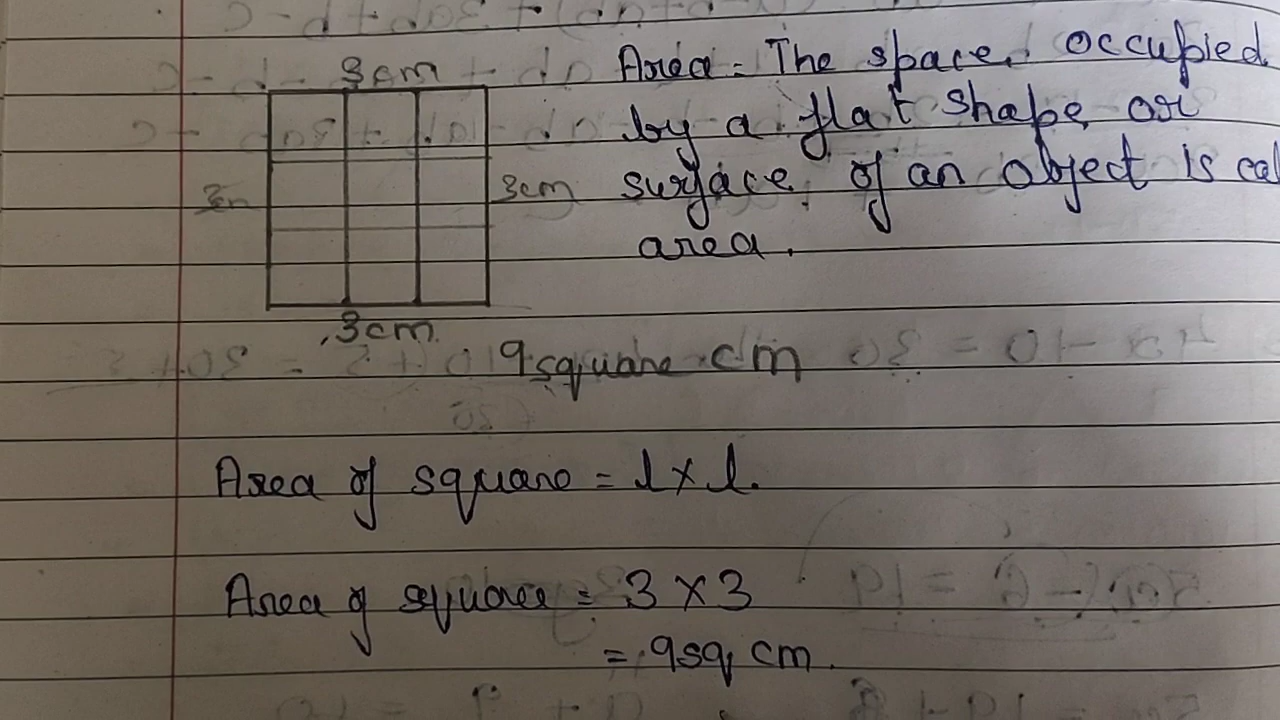 3cm
Area - The space occupied
by a flat shape or
3cm
surface of an object is cal
area.
3cm
9 square cm
Area of square = l x l.
Area of square = 3 x 3
= 9 sq cm